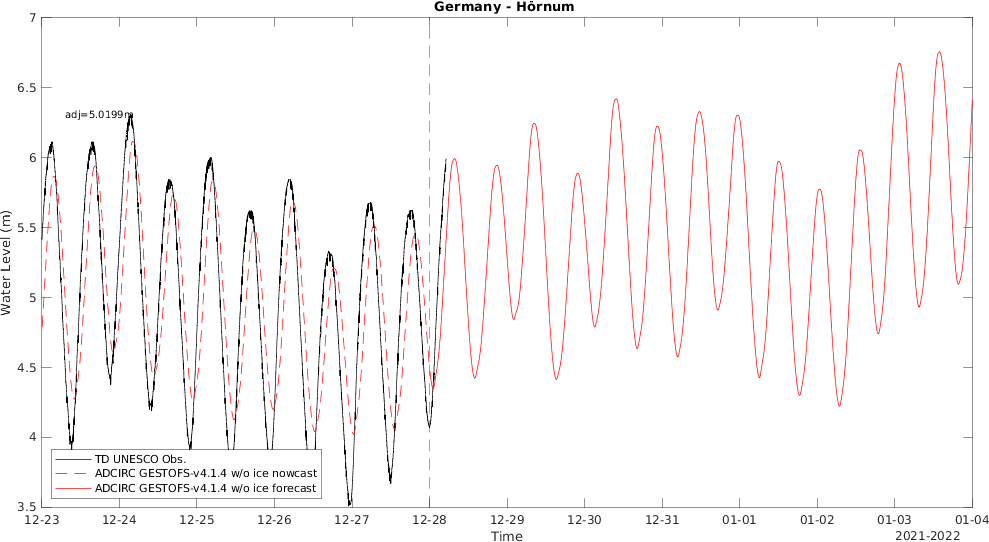 Germany - Hörnum
7
6.5
6
5.5
5
4.5
4
3.5
Water Level (m)
adj=5.0199m
TD UNESCO Obs.
ADCIRC GESTOFS-v4.1.4 w/o ice nowcast
ADCIRC GESTOFS-v4.1.4 w/o ice forecast
12-23 12-24 12-25 12-26 12-27 12-28 12-29 12-30 12-31 01-01 01-02 01-03 01-04
Time
2021-2022